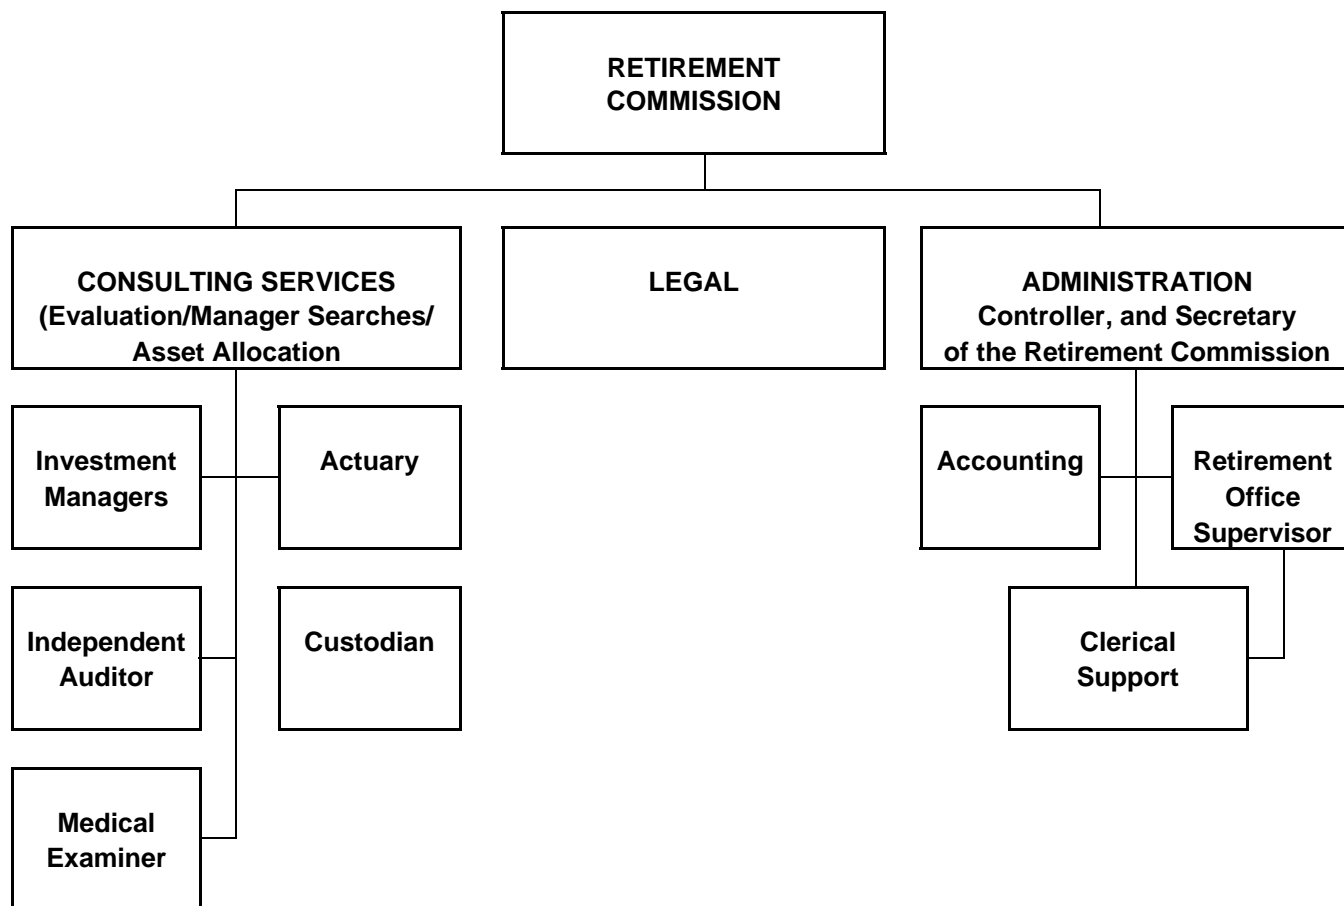 RETIREMENT
COMMISSION
CONSULTING SERVICES
(Evaluation/Manager Searches/
Asset Allocation
LEGAL
ADMINISTRATION
Controller, and Secretary
of the Retirement Commission
Investment
Managers
Actuary
Accounting
Retirement
Office
Supervisor
Independent
Auditor
Custodian
Clerical
Support
Medical
Examiner